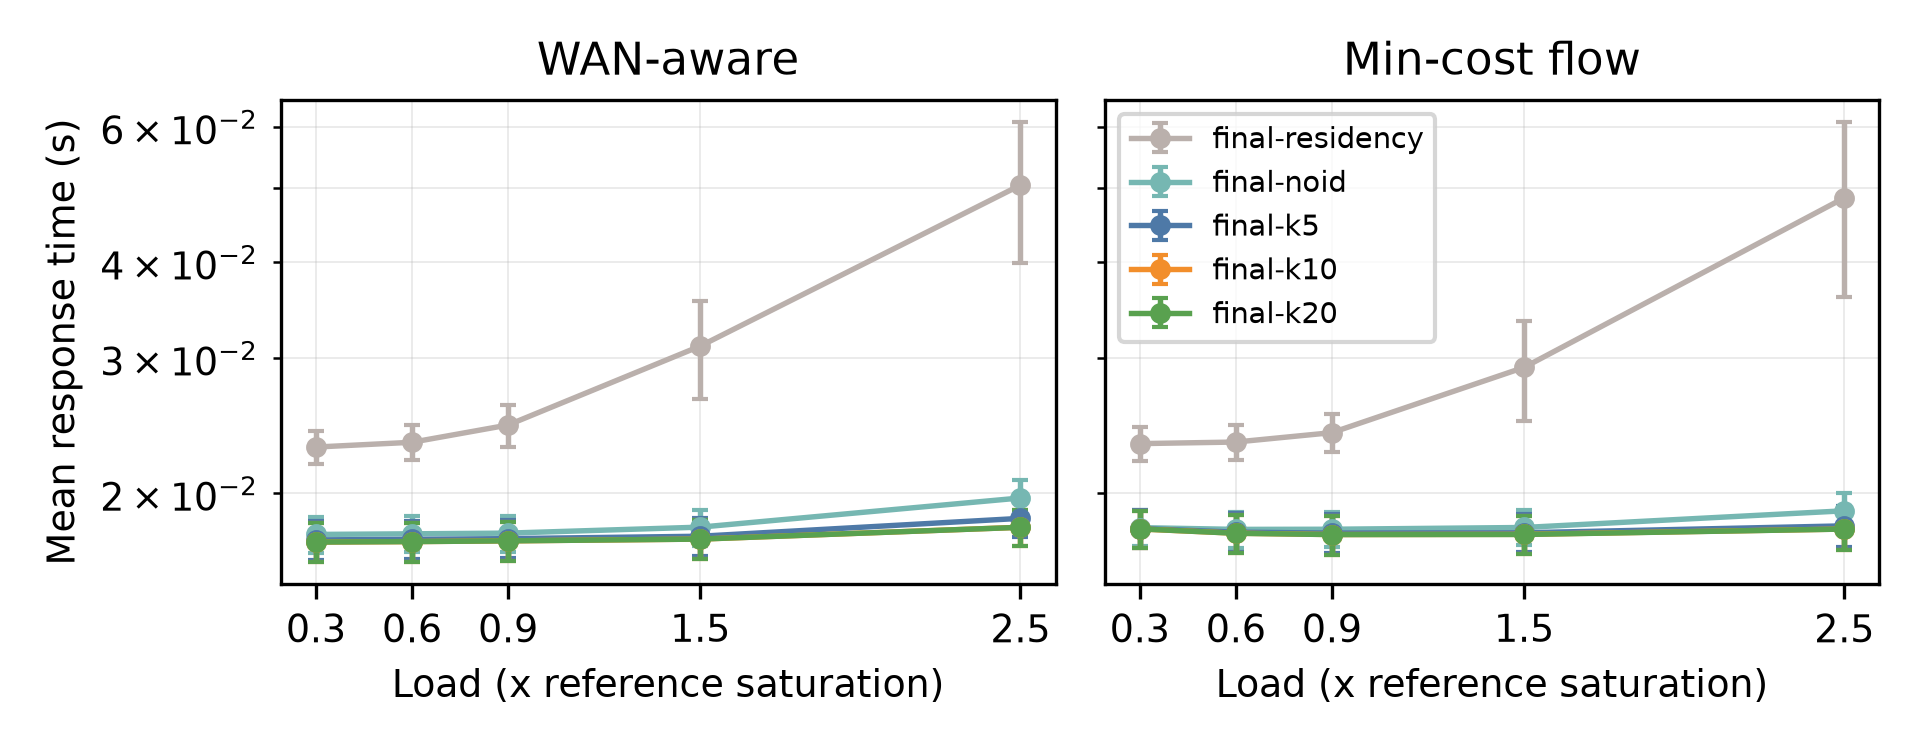 WAN-aware
Min-cost flow
Mean response time (s)
6 × 10⁻²
4 × 10⁻²
3 × 10⁻²
2 × 10⁻²
final-residency
final-noid
final-k5
final-k10
final-k20
0.3 0.6 0.9 1.5 2.5
0.3 0.6 0.9 1.5 2.5
Load (x reference saturation)
Load (x reference saturation)